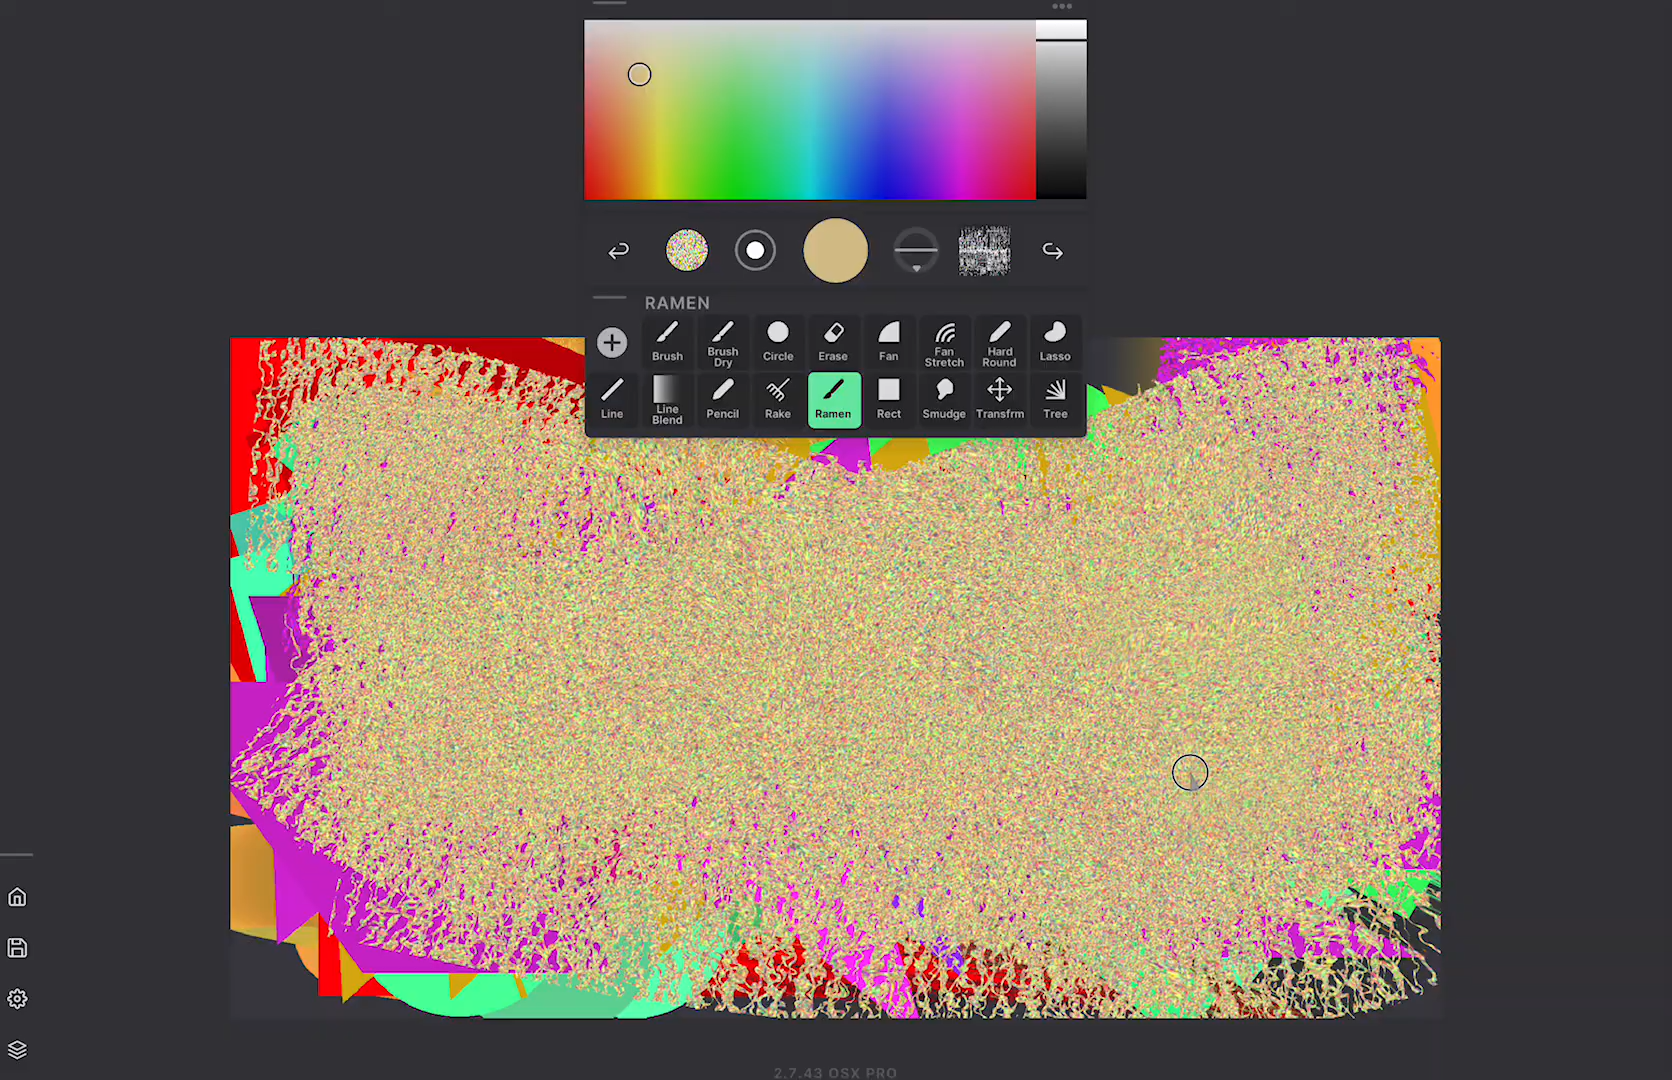 RAMEN
Brush
Brush Dry
Circle
Erase
Fan
Fan Stretch
Hard Round
Lasso
Line
Line Blend
Pencil
Rake
Ramen
Rect
Smudge
Transfrm
Tree
2.7.43 OSX PRO